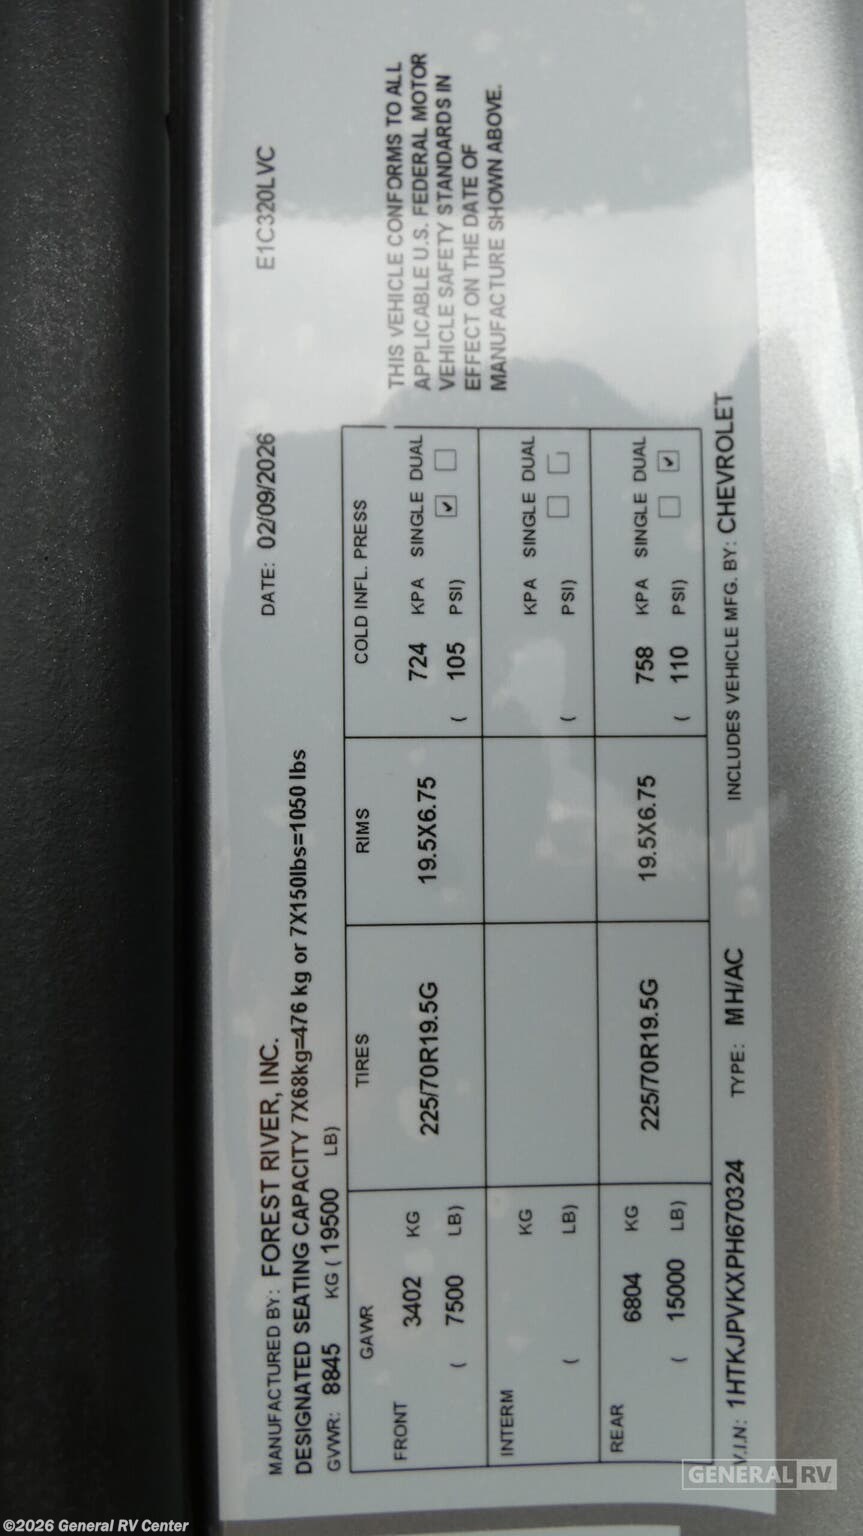 MANUFACTURED BY: FOREST RIVER, INC. DATE: 02/09/2026 E1C320LVC
DESIGNATED SEATING CAPACITY 7X68kg=476 kg or 7X150lbs=1050 lbs
GVWR: 8845 KG ( 19500 LB)
GAWR TIRES RIMS COLD INFL. PRESS
FRONT 3402 KG 225/70R19.5G 19.5X6.75 724 KPA SINGLE DUAL
( 7500 LB) ( 105 PSI) ☑ ☐
INTERM KG KPA SINGLE DUAL
( LB) ( PSI) ☐ ☐
REAR 6804 KG 225/70R19.5G 19.5X6.75 758 KPA SINGLE DUAL
( 15000 LB) ( 110 PSI) ☐ ☑
THIS VEHICLE CONFORMS TO ALL
APPLICABLE U.S. FEDERAL MOTOR
VEHICLE SAFETY STANDARDS IN
EFFECT ON THE DATE OF
MANUFACTURE SHOWN ABOVE.
V.I.N: 1HTKJPVKXPH670324 TYPE: MH/AC INCLUDES VEHICLE MFG. BY: CHEVROLET
GENERAL RV
©2026 General RV Center